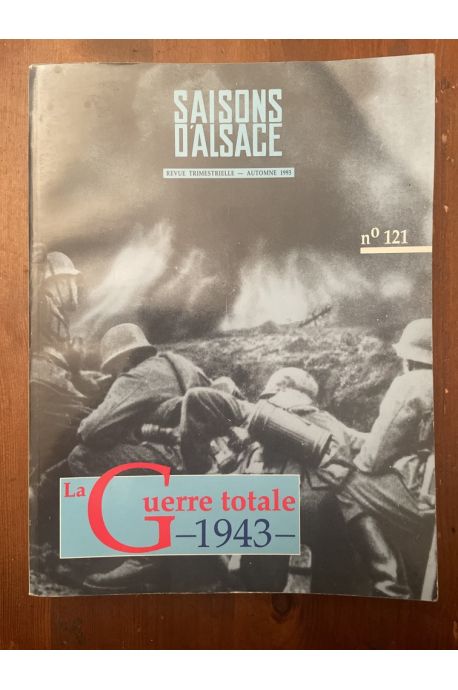 SAISONS
D'ALSACE
REVUE TRIMESTRIELLE — AUTOMNE 1993
nº 121
La Guerre totale
–1943–